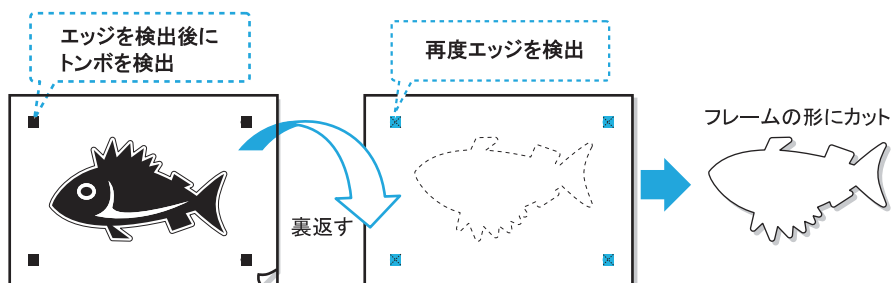 エッジを検出後に
トンボを検出
再度エッジを検出
フレームの形にカット
裏返す